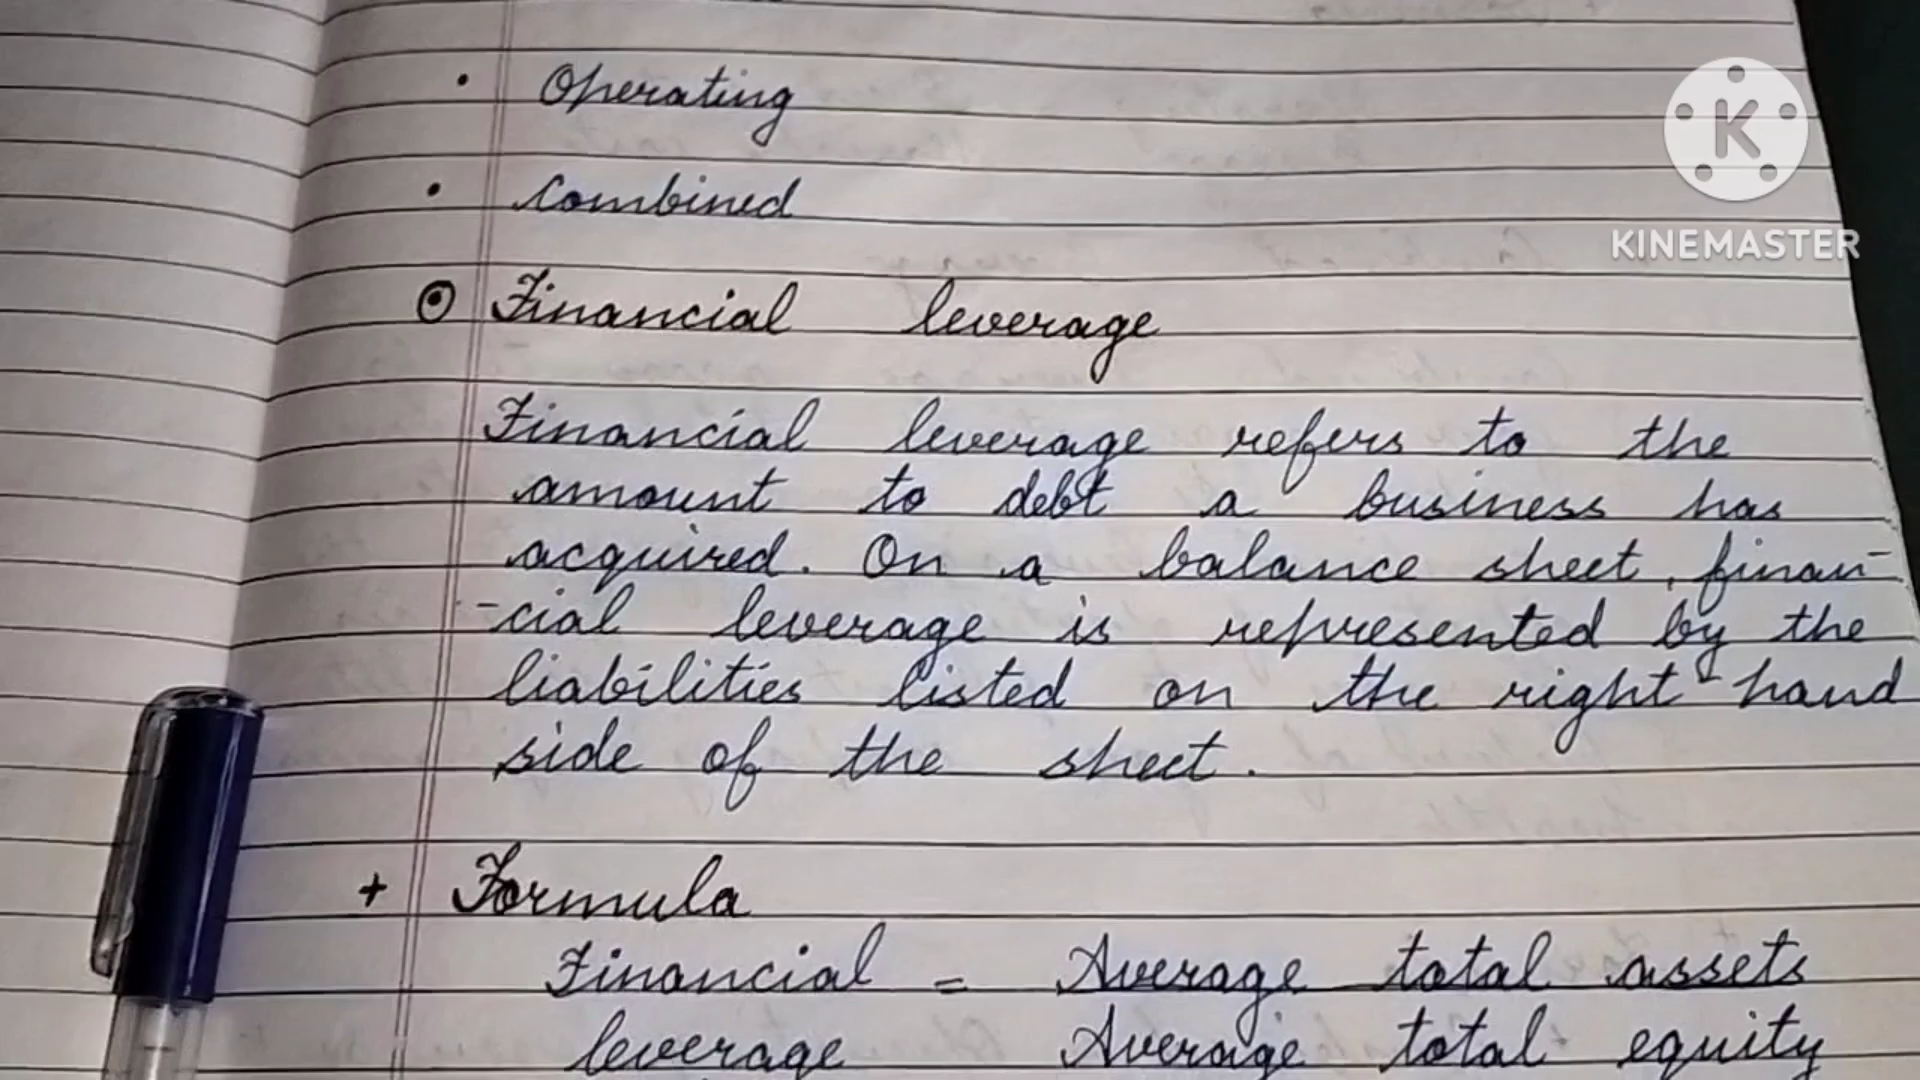 • Operating
• Combined
⊙ Financial leverage
Financial leverage refers to the
amount to debt a business has
acquired. On a balance sheet, finan-
-cial leverage is represented by the
liabilities listed on the right hand
side of the sheet.
+ Formula
Financial = Average total assets
leverage Average total equity
K
KINEMASTER